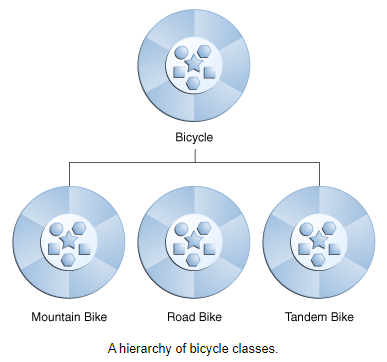 Bicycle
Mountain Bike
Road Bike
Tandem Bike
A hierarchy of bicycle classes.